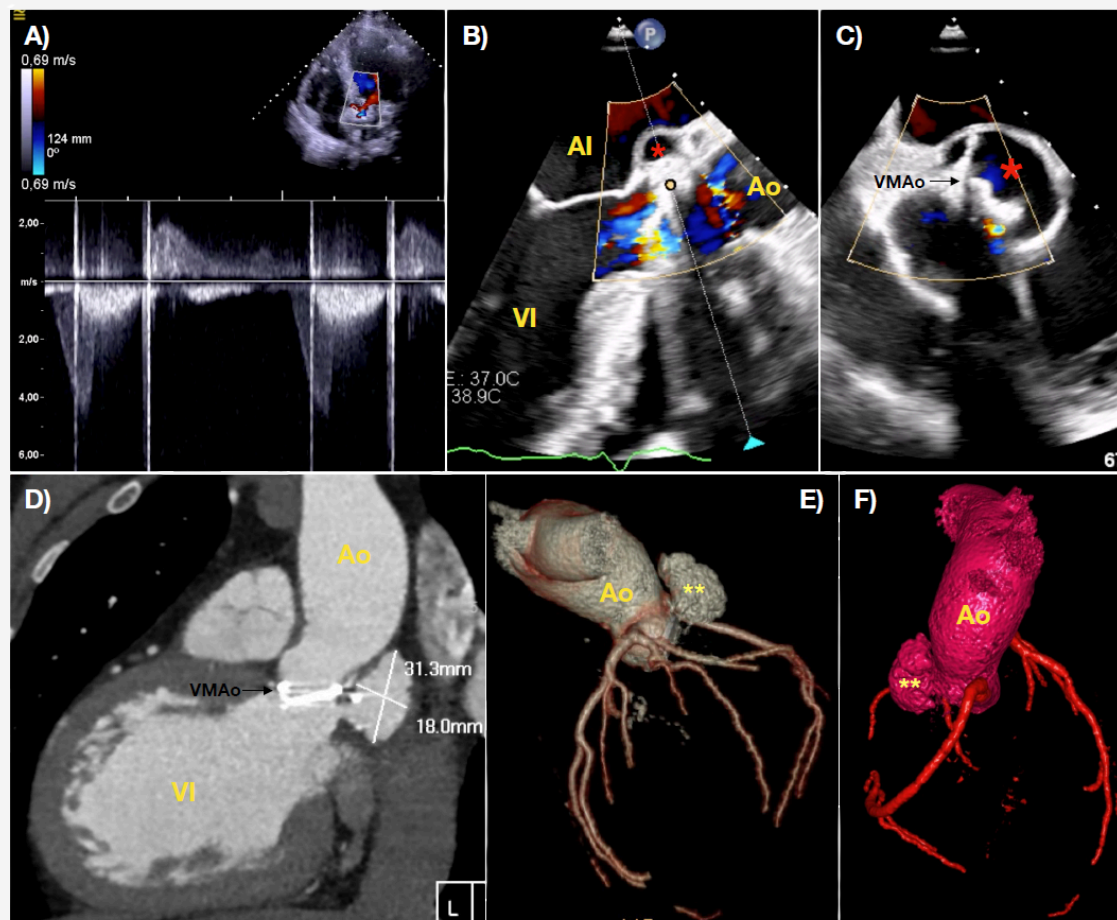 A)
0,69 m/s
124 mm
0°
0,69 m/s
2,00
m/s
2,00
4,00
6,00
B)
P
AI
*
Ao
VI
E.: 37.0C
38.9C
C)
VMAo
*
6
D)
Ao
VMAo
31.3mm
18.0mm
VI
L
E)
Ao
**
F)
Ao
**